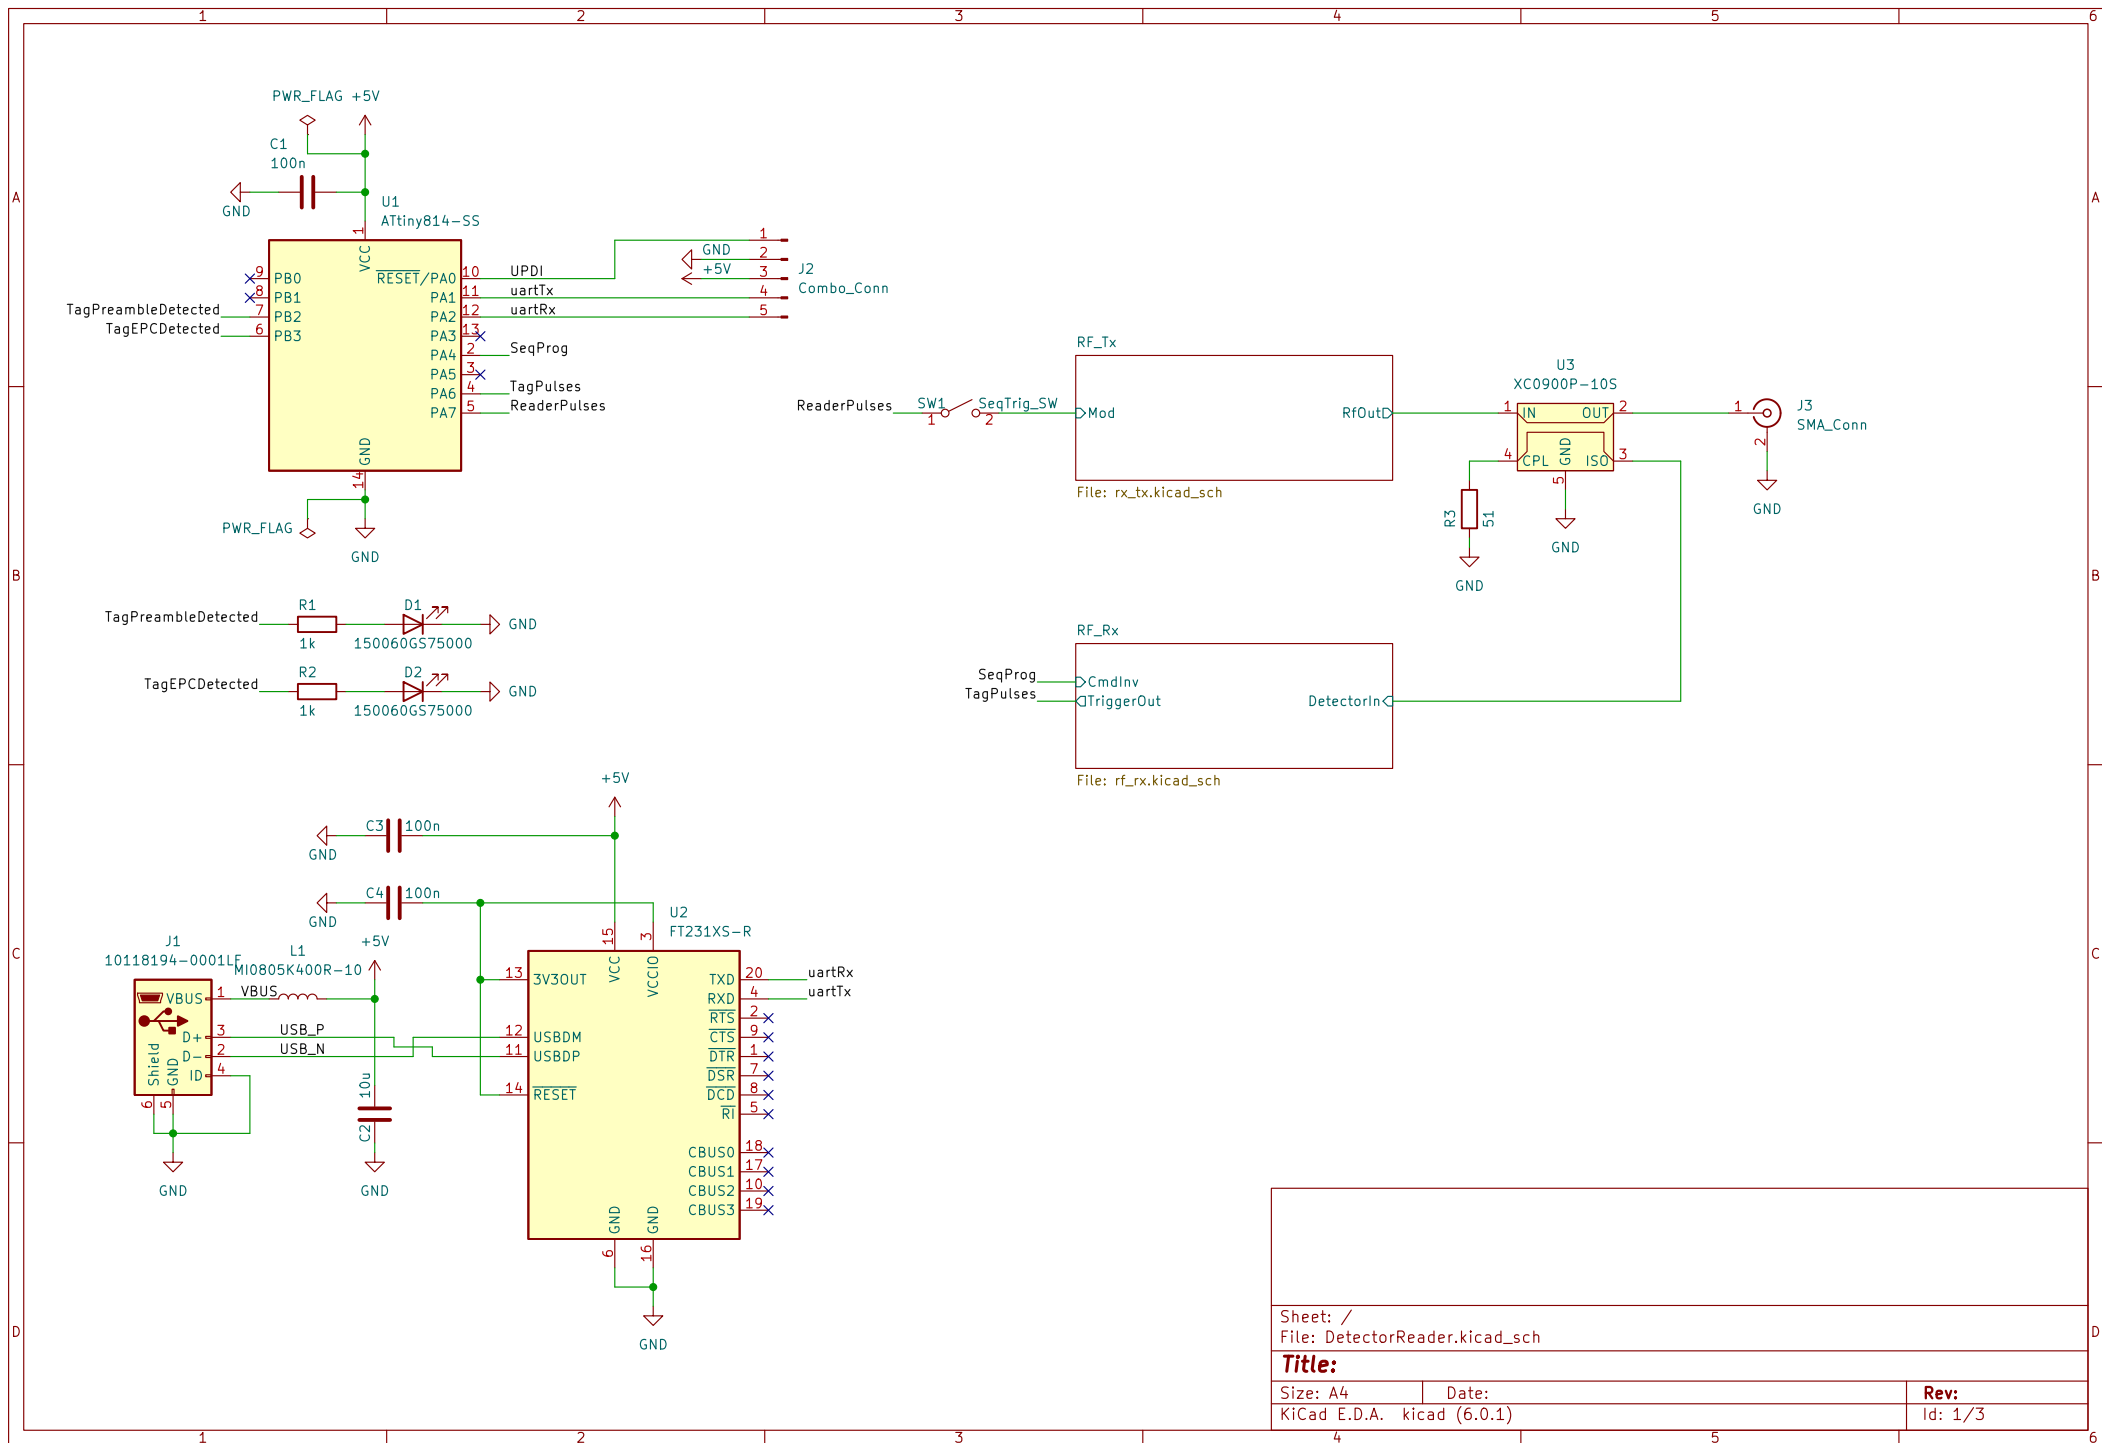 1 2 3 4 5 6
A
B
C
D
A
B
C
D
1 2 3 4 5 6
PWR_FLAG +5V
C1
100n
GND
U1
ATtiny814-SS
1
VCC
9 PB0
8 PB1
TagPreambleDetected 7 PB2
TagEPCDetected 6 PB3
RESET/PA0 10 UPDI
PA1 11 uartTx
PA2 12 uartRx
PA3 13
PA4 2 SeqProg
PA5 3
PA6 4 TagPulses
PA7 5 ReaderPulses
GND
14
PWR_FLAG
GND
1
GND 2
+5V 3
4
5
J2
Combo_Conn
TagPreambleDetected
R1
1k
D1
150060GS75000
GND
TagEPCDetected
R2
1k
D2
150060GS75000
GND
ReaderPulses
SW1
1
SeqTrig_SW
2
RF_Tx
Mod
RfOut
File: rx_tx.kicad_sch
U3
XC0900P-10S
1 IN
OUT 2
4 CPL
GND
ISO 3
5
GND
R3
51
GND
1
J3
SMA_Conn
2
GND
RF_Rx
SeqProg
CmdInv
TagPulses
TriggerOut
DetectorIn
File: rf_rx.kicad_sch
+5V
C3 100n
GND
C4 100n
GND
U2
FT231XS-R
15
VCC
3
VCCIO
13 3V3OUT
12 USBDM
11 USBDP
14 RESET
TXD 20 uartRx
RXD 4 uartTx
RTS 2
CTS 9
DTR 1
DSR 7
DCD 8
RI 5
CBUS0 18
CBUS1 17
CBUS2 10
CBUS3 19
GND
6
GND
16
GND
J1
10118194-0001LF
L1
MI0805K400R-10
+5V
VBUS 1 VBUS
D+ 3 USB_P
D- 2 USB_N
ID 4
Shield
GND
6
5
GND
10u
C2
GND
Sheet: /
File: DetectorReader.kicad_sch
Title:
Size: A4 Date: Rev:
KiCad E.D.A. kicad (6.0.1) Id: 1/3